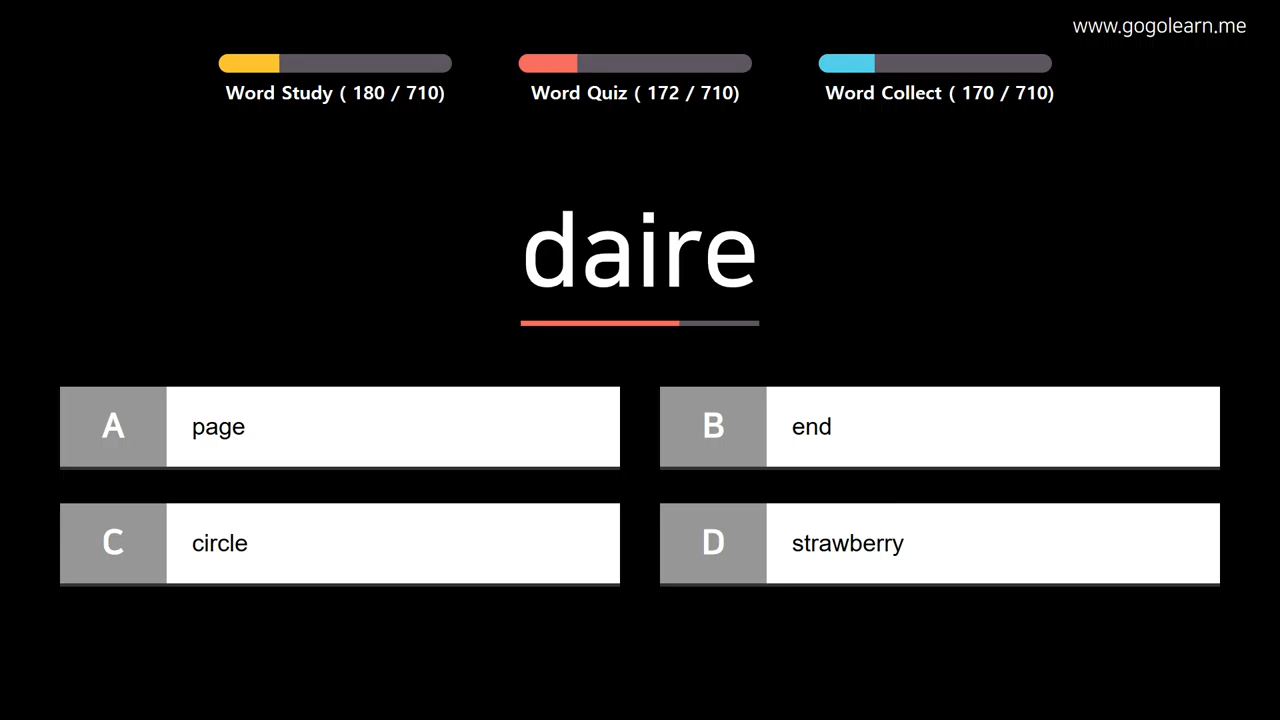 www.gogolearn.me
Word Study ( 180 / 710)
Word Quiz ( 172 / 710)
Word Collect ( 170 / 710)
daire
A
page
B
end
C
circle
D
strawberry